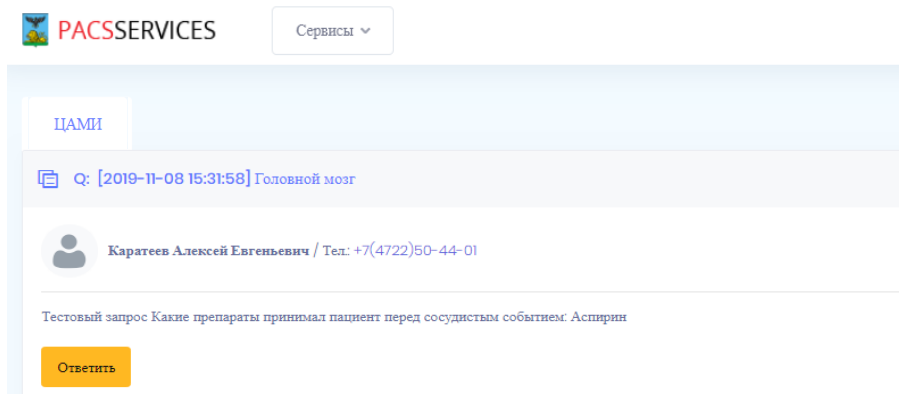 PACSSERVICES
Сервисы
ЦАМИ
Q: [2019-11-08 15:31:58] Головной мозг
Каратеев Алексей Евгеньевич / Тел.: +7(4722)50-44-01
Тестовый запрос Какие препараты принимал пациент перед сосудистым событием: Аспирин
Ответить